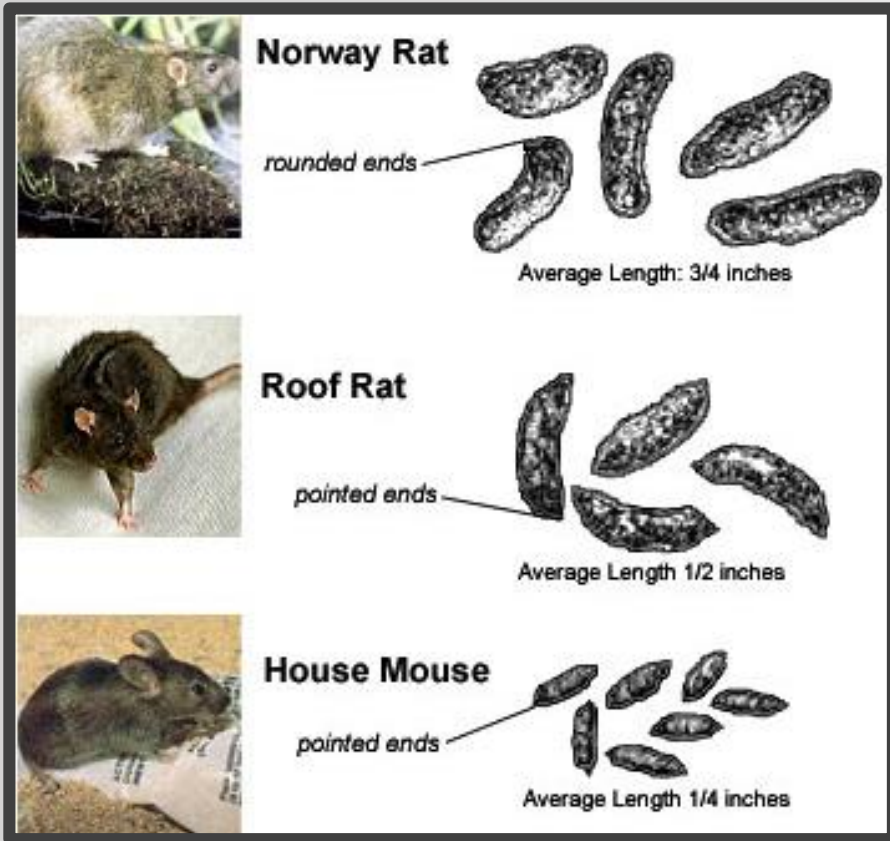 Norway Rat
rounded ends
Average Length: 3/4 inches
Roof Rat
pointed ends
Average Length 1/2 inches
House Mouse
pointed ends
Average Length 1/4 inches